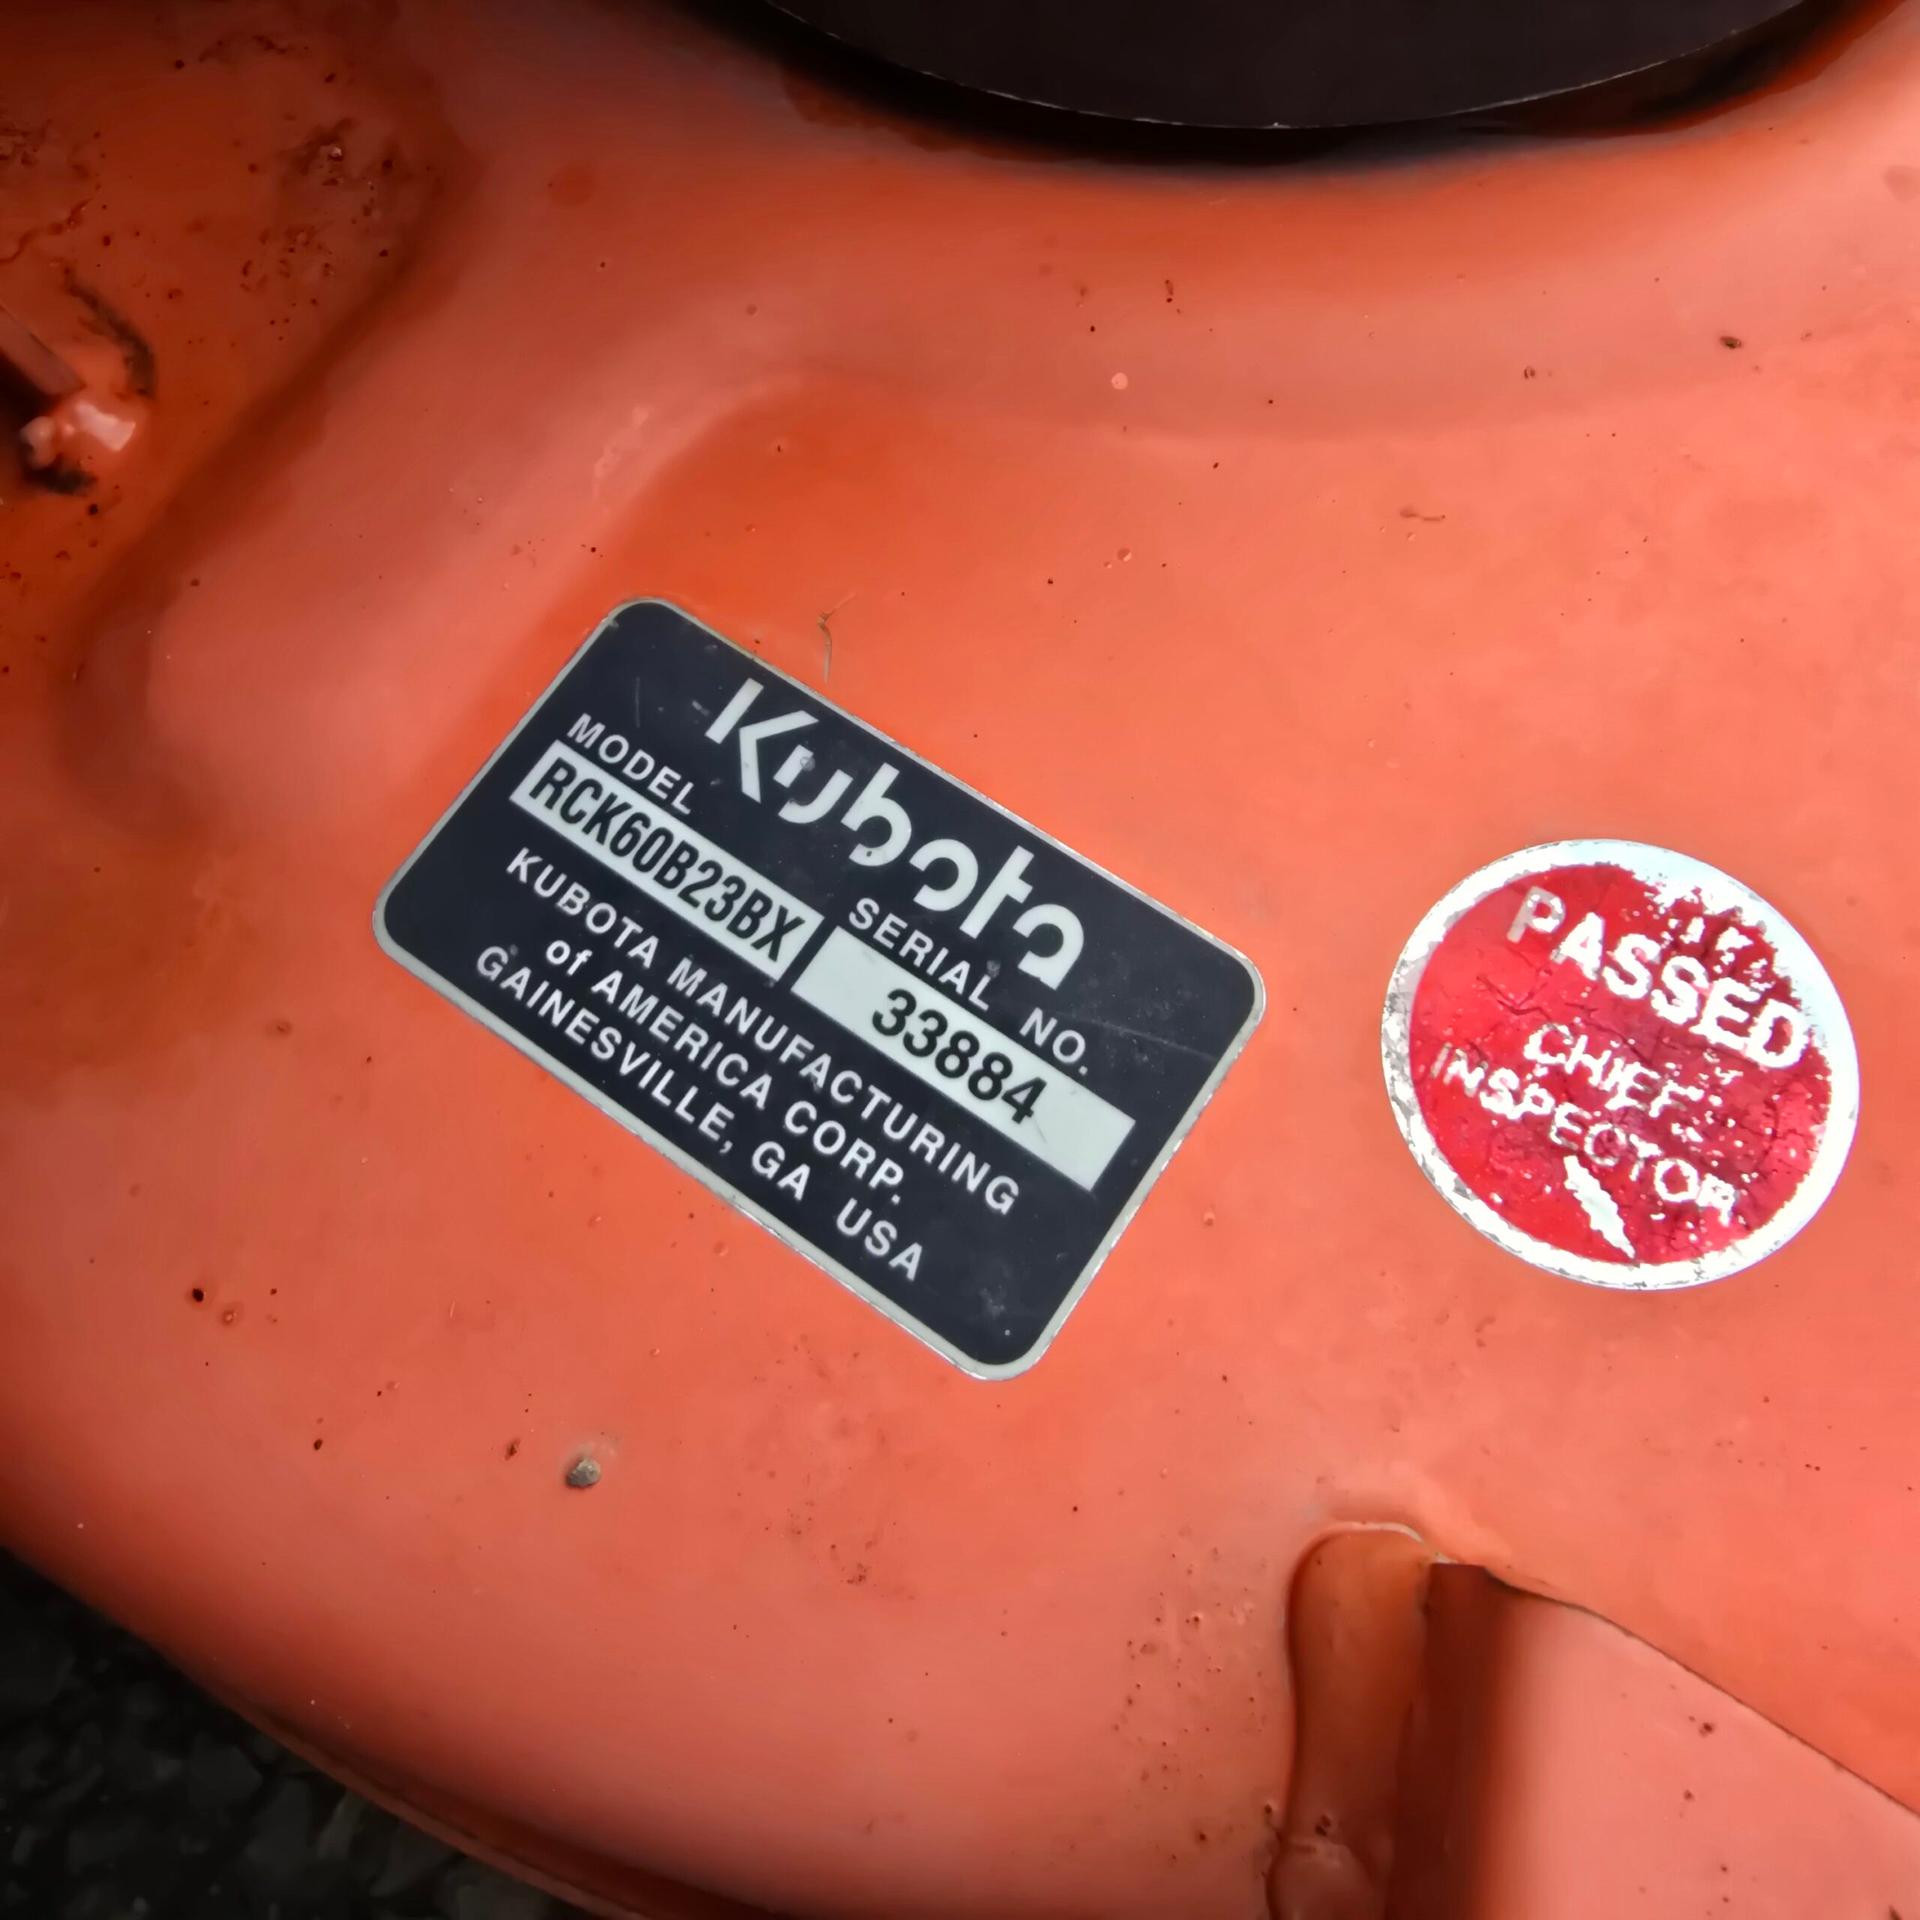 Kubota
MODEL
RCK60B23BX
SERIAL NO.
33884
KUBOTA MANUFACTURING
of AMERICA CORP.
GAINESVILLE, GA USA
PASSED
CHIEF
INSPECTOR